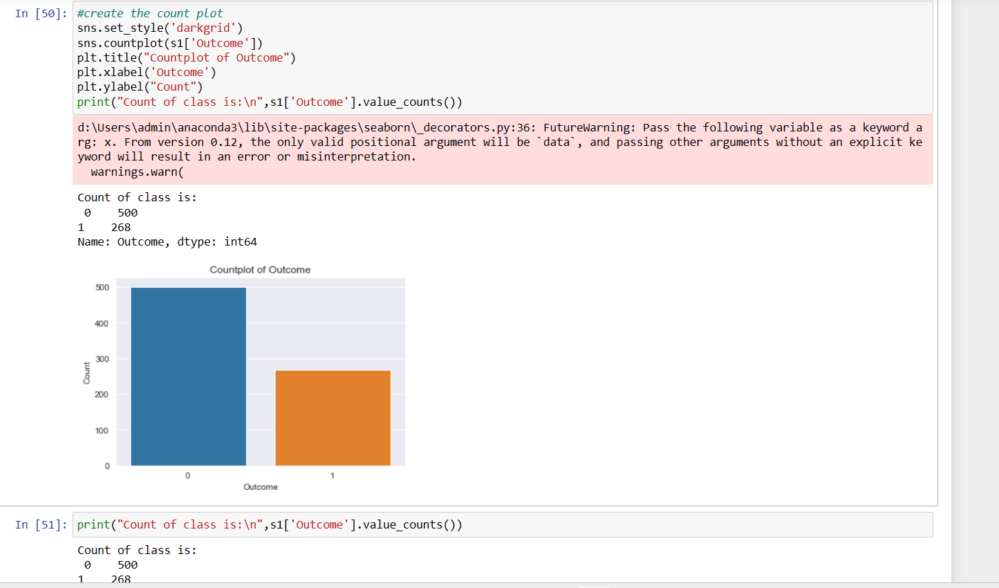 In [50]:
#create the count plot
sns.set_style('darkgrid')
sns.countplot(s1['Outcome'])
plt.title("Countplot of Outcome")
plt.xlabel('Outcome')
plt.ylabel("Count")
print("Count of class is:\n",s1['Outcome'].value_counts())
d:\Users\admin\anaconda3\lib\site-packages\seaborn\_decorators.py:36: FutureWarning: Pass the following variable as a keyword a
rg: x. From version 0.12, the only valid positional argument will be `data`, and passing other arguments without an explicit ke
yword will result in an error or misinterpretation.
  warnings.warn(
Count of class is:
 0    500
1    268
Name: Outcome, dtype: int64
Countplot of Outcome
500
400
300
200
100
0
Count
0 1
Outcome
In [51]:
print("Count of class is:\n",s1['Outcome'].value_counts())
Count of class is:
 0    500
1    268